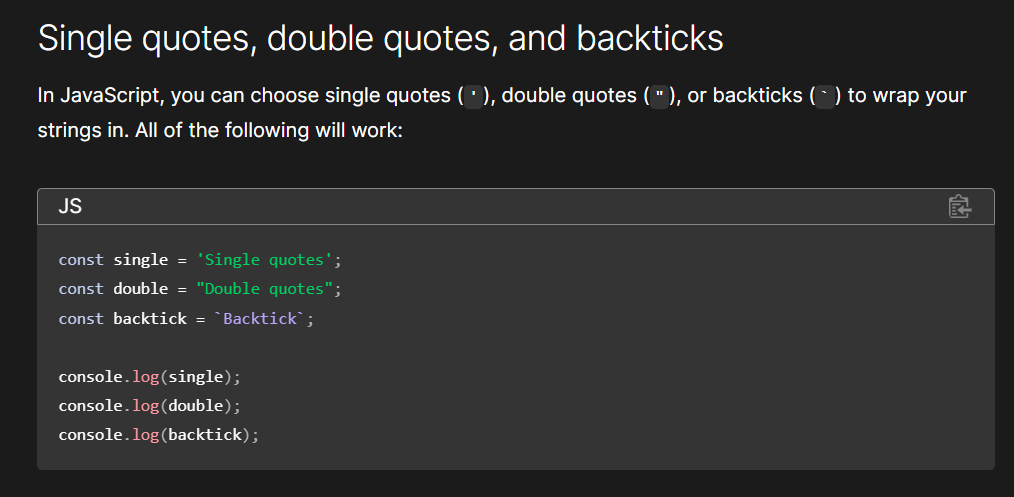 Single quotes, double quotes, and backticks
In JavaScript, you can choose single quotes ('), double quotes ("), or backticks (`) to wrap your
strings in. All of the following will work:
JS
const single = 'Single quotes';
const double = "Double quotes";
const backtick = `Backtick`;
console.log(single);
console.log(double);
console.log(backtick);